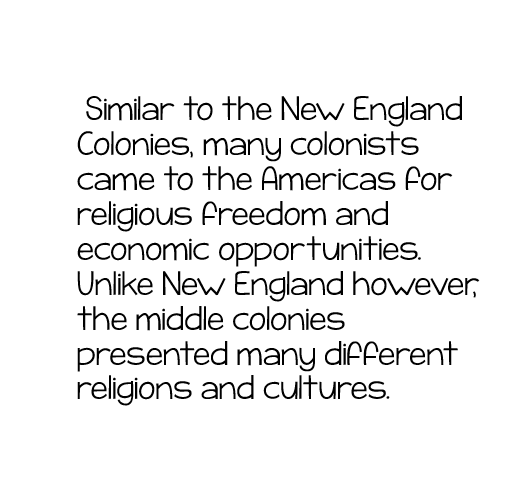 Similar to the New England
Colonies, many colonists
came to the Americas for
religious freedom and
economic opportunities.
Unlike New England however,
the middle colonies
presented many different
religions and cultures.